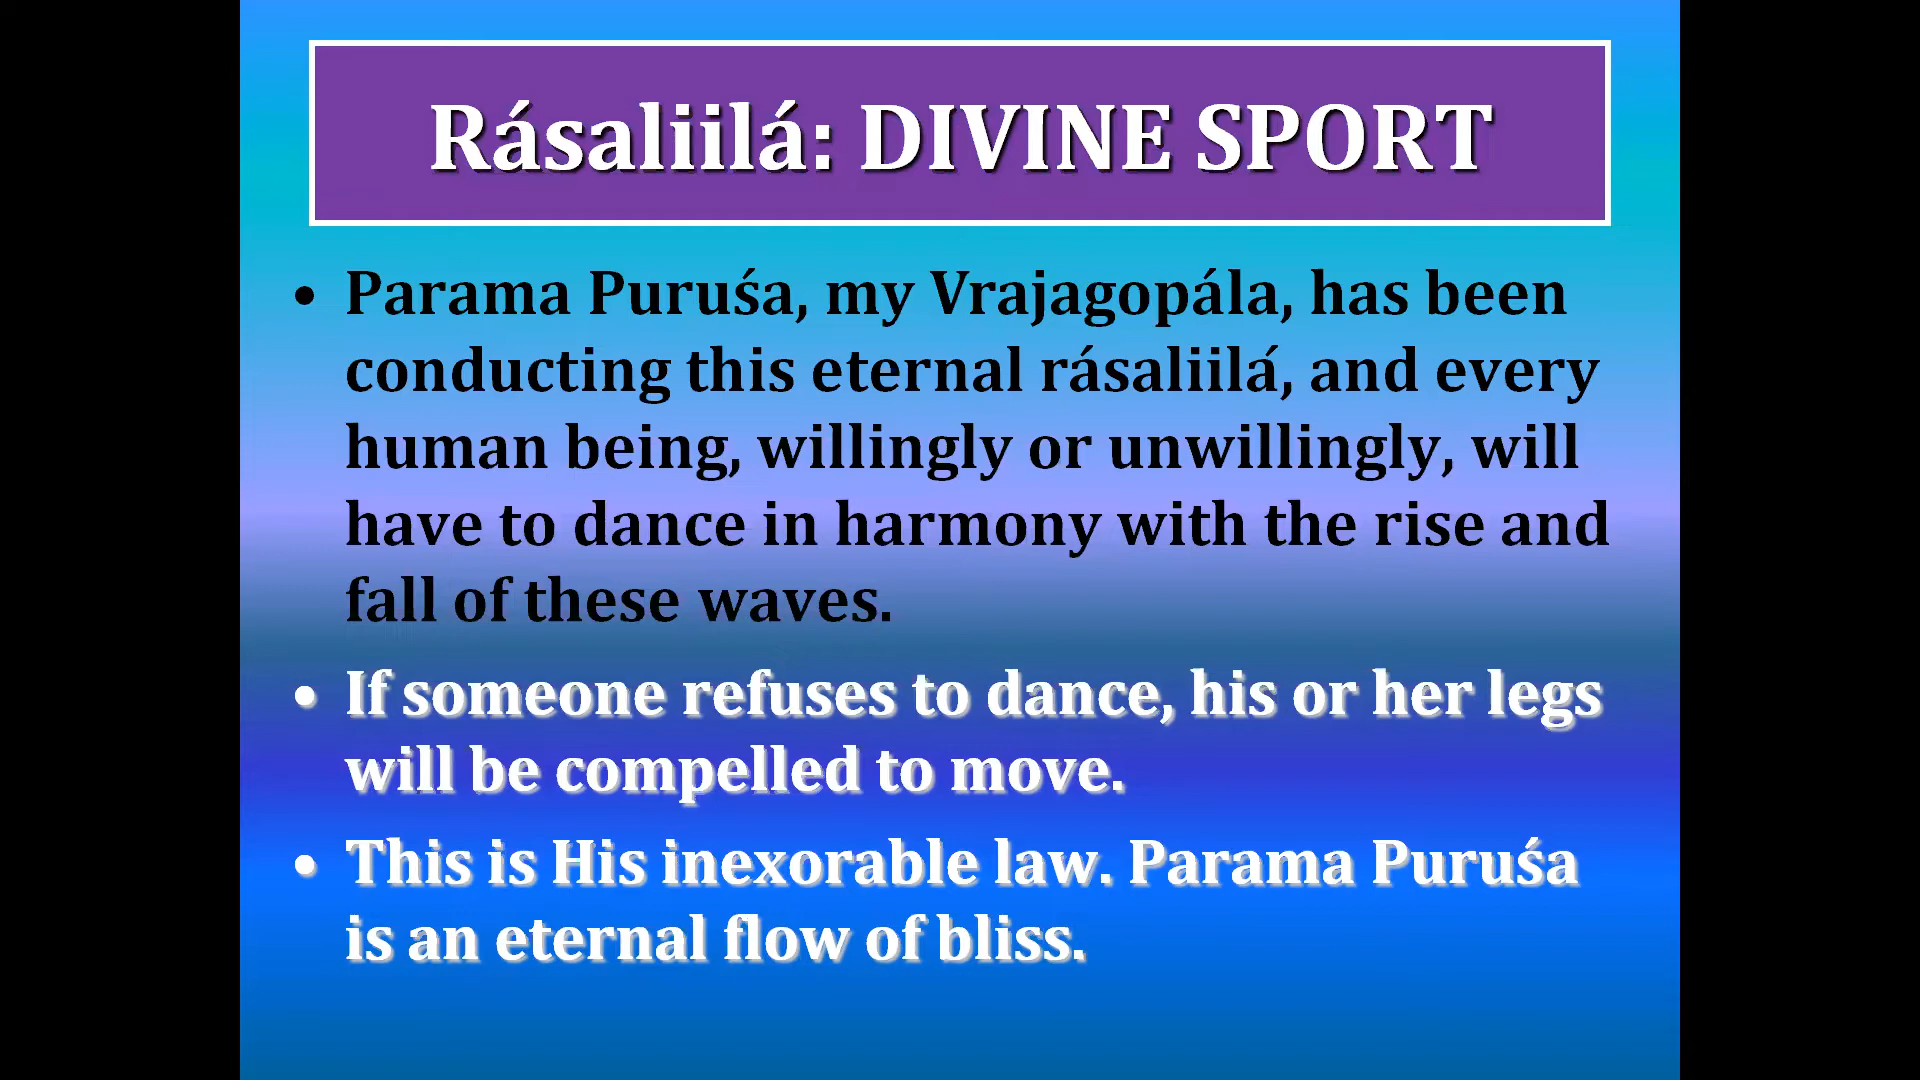 Rásaliilá: DIVINE SPORT
• Parama Puruśa, my Vrajagopála, has been
conducting this eternal rásaliilá, and every
human being, willingly or unwillingly, will
have to dance in harmony with the rise and
fall of these waves.
• If someone refuses to dance, his or her legs
will be compelled to move.
• This is His inexorable law. Parama Puruśa
is an eternal flow of bliss.